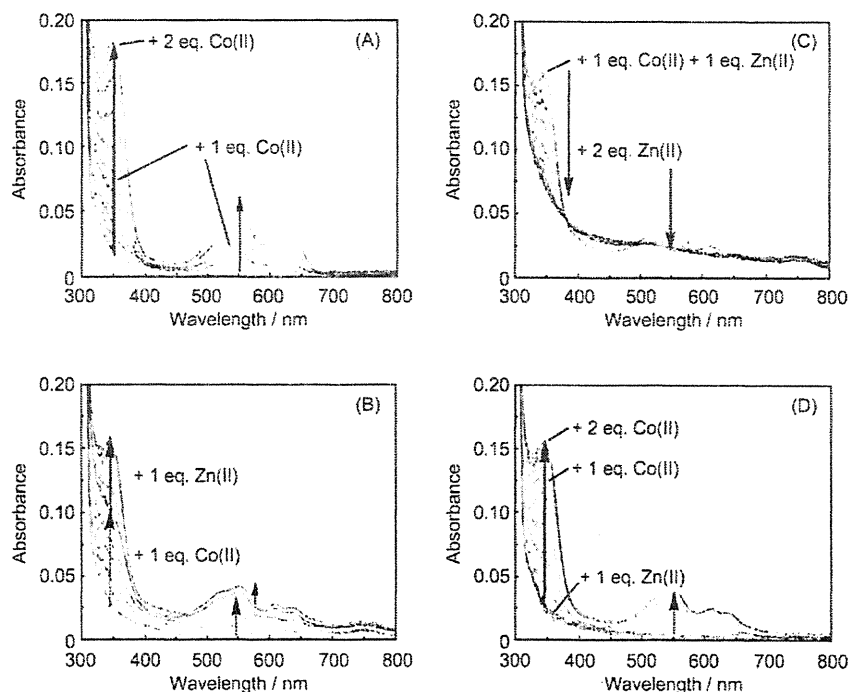 (A)
+ 2 eq. Co(II)
+ 1 eq. Co(II)
Absorbance
0.20
0.15
0.10
0.05
0
300 400 500 600 700 800
Wavelength / nm
(C)
+ 1 eq. Co(II) + 1 eq. Zn(II)
+ 2 eq. Zn(II)
Absorbance
0.20
0.15
0.10
0.05
0
300 400 500 600 700 800
Wavelength / nm
(B)
+ 1 eq. Zn(II)
+ 1 eq. Co(II)
Absorbance
0.20
0.15
0.10
0.05
0
300 400 500 600 700 800
Wavelength / nm
(D)
+ 2 eq. Co(II)
+ 1 eq. Co(II)
+ 1 eq. Zn(II)
Absorbance
0.20
0.15
0.10
0.05
0
300 400 500 600 700 800
Wavelength / nm